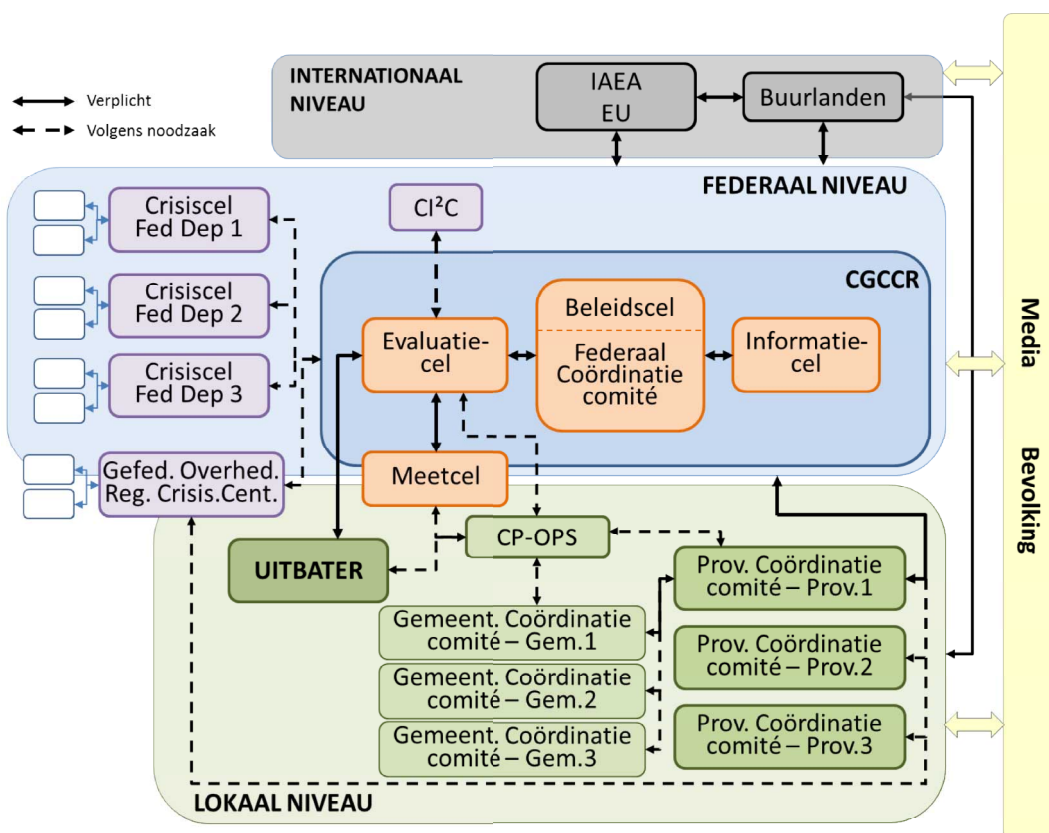 INTERNATIONAAL
NIVEAU
IAEA
EU
Buurlanden
Verplicht
Volgens noodzaak
FEDERAAL NIVEAU
Crisiscel
Fed Dep 1
CI²C
CGCCR
Crisiscel
Fed Dep 2
Evaluatie-
cel
Beleidscel
Federaal
Coördinatie
comité
Informatie-
cel
Crisiscel
Fed Dep 3
Gefed. Overhed.
Reg. Crisis.Cent.
Meetcel
CP-OPS
UITBATER
Prov. Coördinatie
comité – Prov.1
Gemeent. Coördinatie
comité – Gem.1
Prov. Coördinatie
comité – Prov.2
Gemeent. Coördinatie
comité – Gem.2
Prov. Coördinatie
comité – Prov.3
Gemeent. Coördinatie
comité – Gem.3
LOKAAL NIVEAU
Media
Bevolking